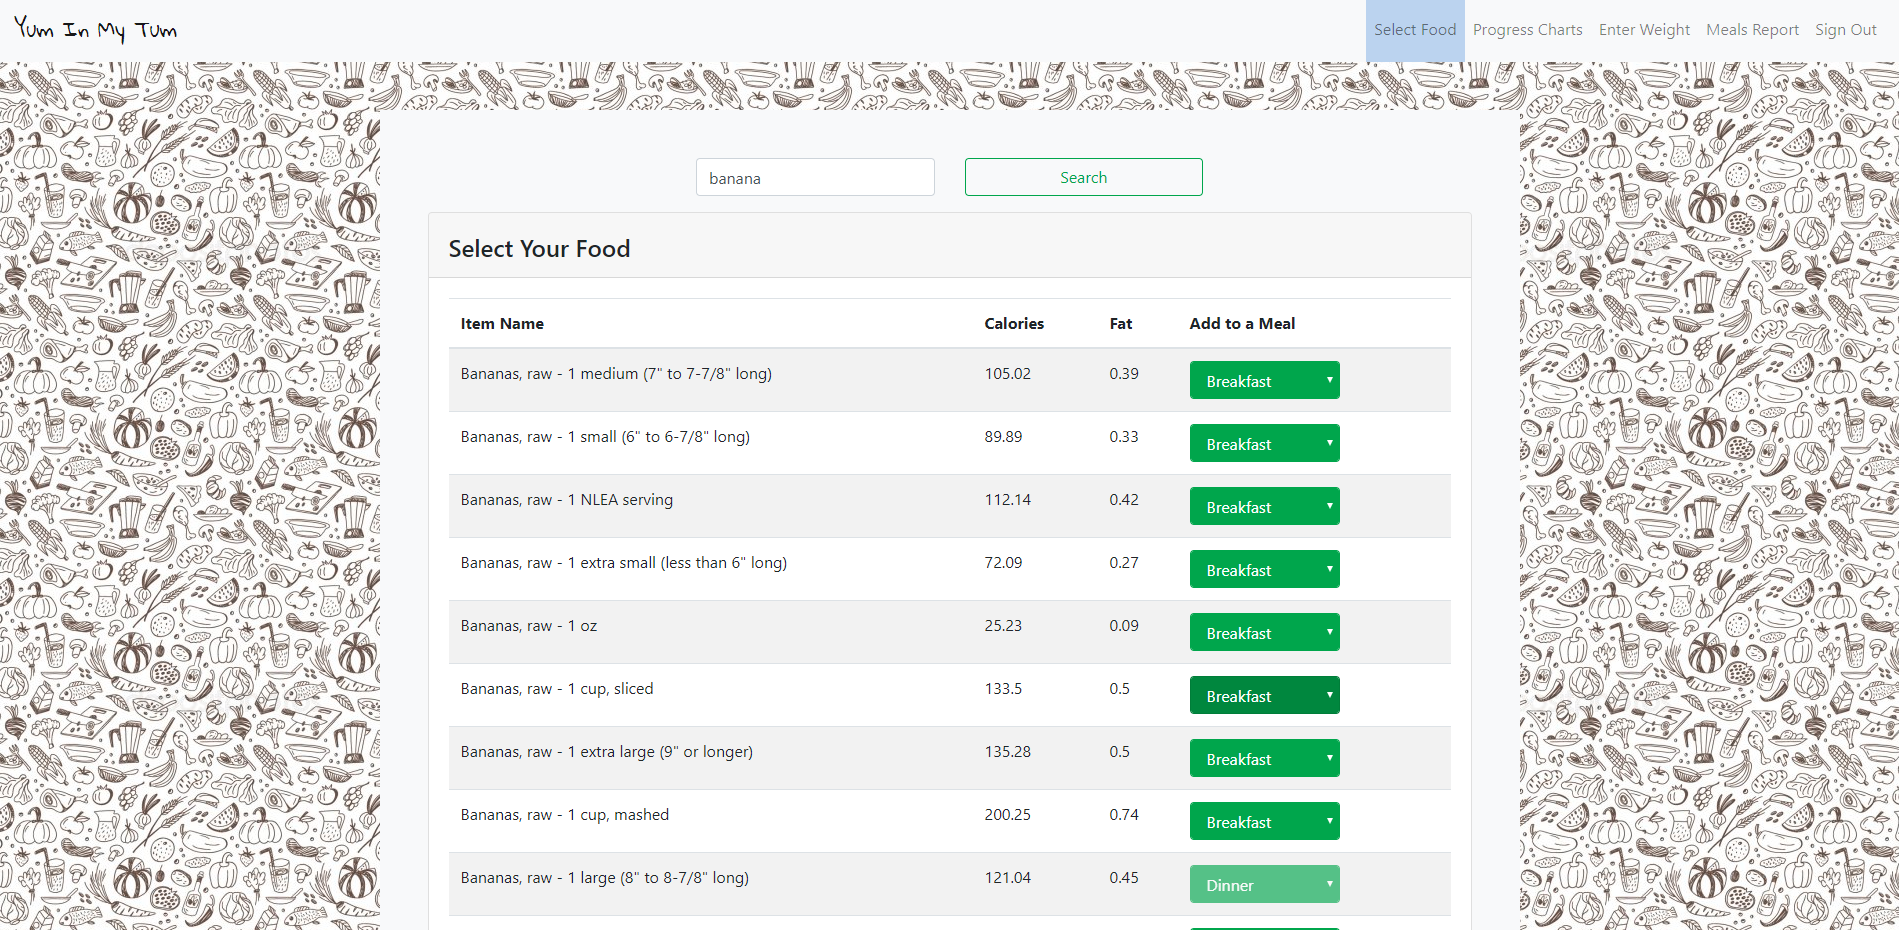 Yum In My Tum
Select Food Progress Charts Enter Weight Meals Report Sign Out
banana Search
Select Your Food
Item Name Calories Fat Add to a Meal
Bananas, raw - 1 medium (7" to 7-7/8" long) 105.02 0.39 Breakfast
Bananas, raw - 1 small (6" to 6-7/8" long) 89.89 0.33 Breakfast
Bananas, raw - 1 NLEA serving 112.14 0.42 Breakfast
Bananas, raw - 1 extra small (less than 6" long) 72.09 0.27 Breakfast
Bananas, raw - 1 oz 25.23 0.09 Breakfast
Bananas, raw - 1 cup, sliced 133.5 0.5 Breakfast
Bananas, raw - 1 extra large (9" or longer) 135.28 0.5 Breakfast
Bananas, raw - 1 cup, mashed 200.25 0.74 Breakfast
Bananas, raw - 1 large (8" to 8-7/8" long) 121.04 0.45 Dinner